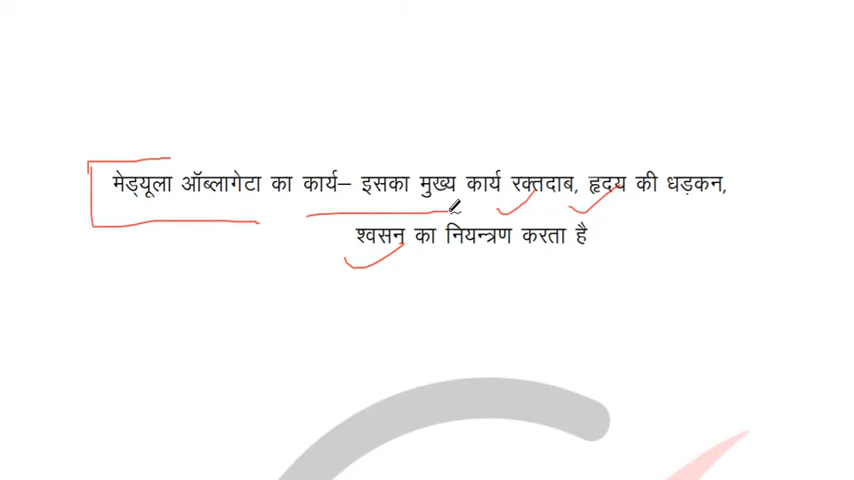 मेड्यूला ऑब्लागेटा का कार्य– इसका मुख्य कार्य रक्तदाब, हृदय की धड़कन,
श्वसन का नियन्त्रण करता है